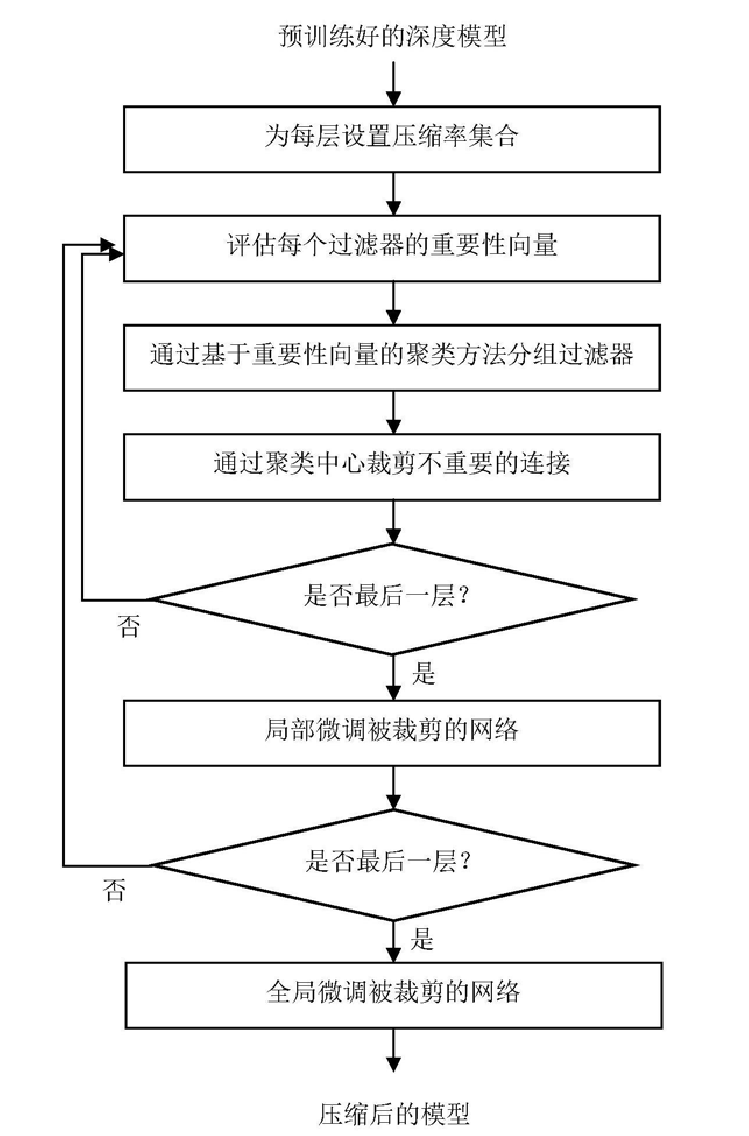 预训练好的深度模型
为每层设置压缩率集合
评估每个过滤器的重要性向量
通过基于重要性向量的聚类方法分组过滤器
通过聚类中心裁剪不重要的连接
是否最后一层？
否
是
局部微调被裁剪的网络
是否最后一层？
否
是
全局微调被裁剪的网络
压缩后的模型